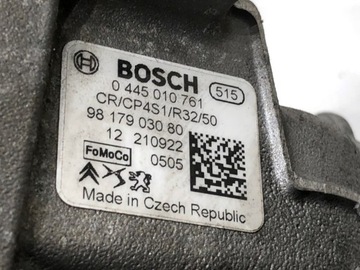 BOSCH
0 445 010 761 515
CR/CP4S1/R32/50
98 179 030 80
12 210922
FoMoCo 0505
Made in Czech Republic